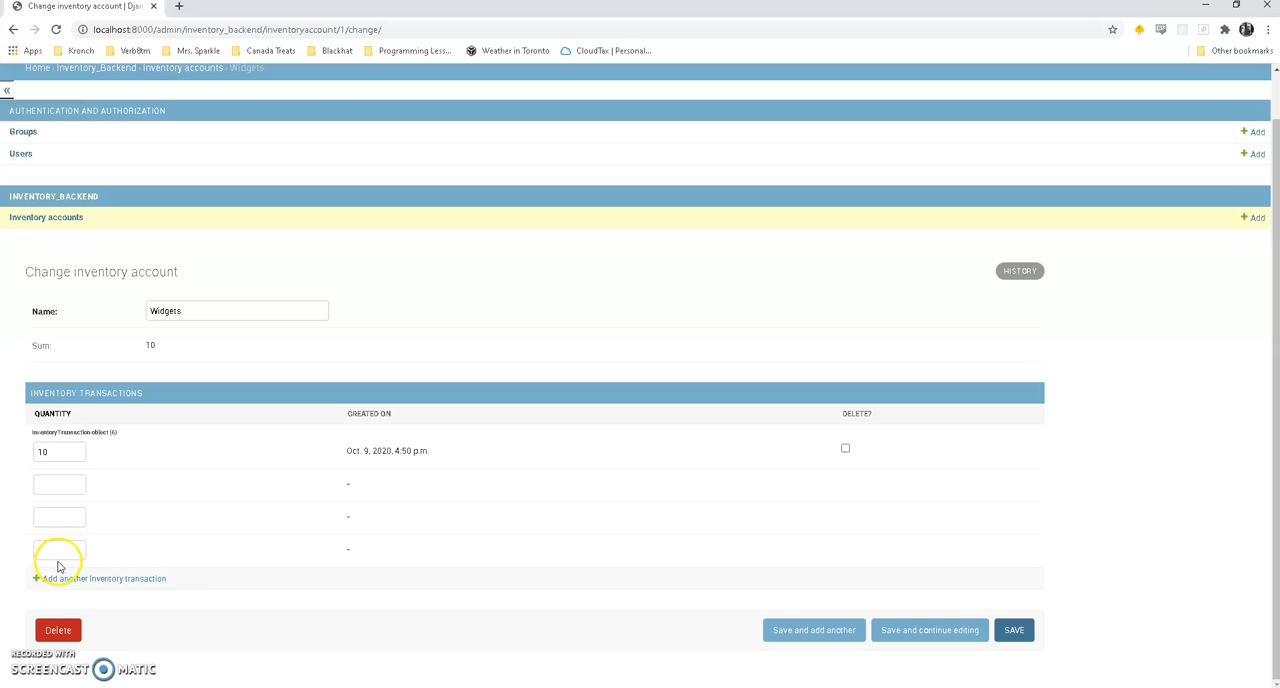 Change inventory account | Djan
localhost:8000/admin/inventory_backend/inventoryaccount/1/change/
Apps Kronch Verb8tm Mrs. Sparkle Canada Treats Blackhat Programming Less... Weather in Toronto CloudTax | Personal... Other bookmarks
Home › Inventory_Backend › Inventory accounts › Widgets
«
AUTHENTICATION AND AUTHORIZATION
Groups + Add
Users + Add
INVENTORY_BACKEND
Inventory accounts + Add
Change inventory account HISTORY
Name: Widgets
Sum: 10
INVENTORY TRANSACTIONS
QUANTITY CREATED ON DELETE?
InventoryTransaction object (6)
10 Oct. 9, 2020, 4:50 p.m.
-
-
-
+ Add another Inventory transaction
Delete Save and add another Save and continue editing SAVE
RECORDED WITH
SCREENCAST MATIC